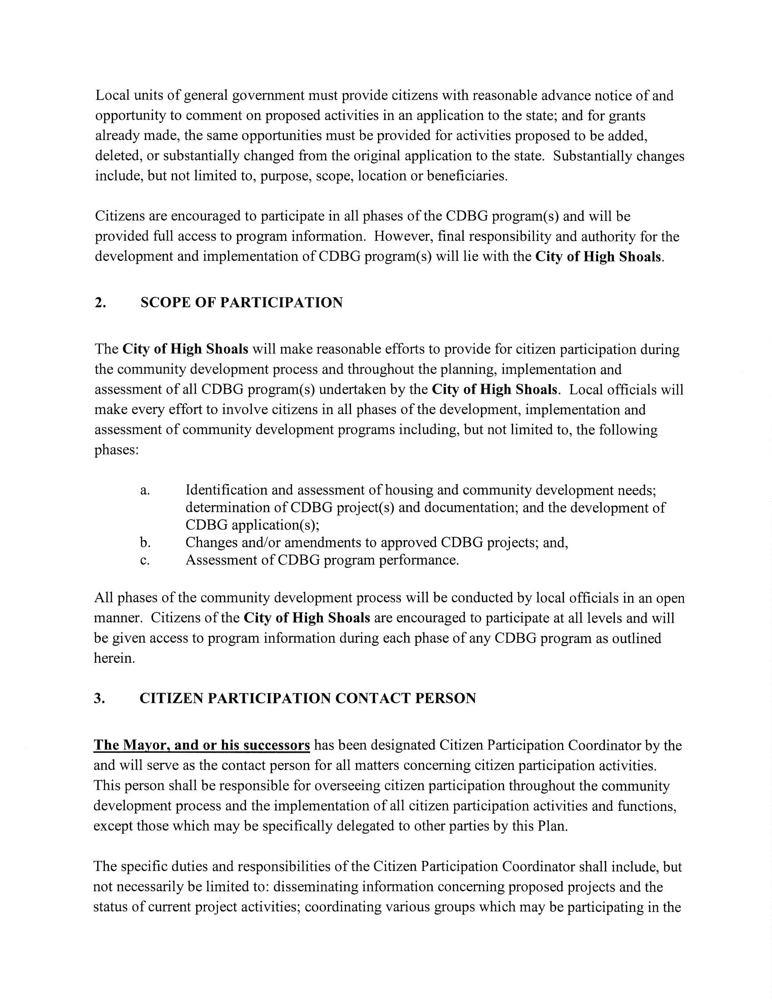 Local units of general government must provide citizens with reasonable advance notice of and
opportunity to comment on proposed activities in an application to the state; and for grants
already made, the same opportunities must be provided for activities proposed to be added,
deleted, or substantially changed from the original application to the state.  Substantially changes
include, but not limited to, purpose, scope, location or beneficiaries.

Citizens are encouraged to participate in all phases of the CDBG program(s) and will be
provided full access to program information.  However, final responsibility and authority for the
development and implementation of CDBG program(s) will lie with the City of High Shoals.

2. SCOPE OF PARTICIPATION

The City of High Shoals will make reasonable efforts to provide for citizen participation during
the community development process and throughout the planning, implementation and
assessment of all CDBG program(s) undertaken by the City of High Shoals.  Local officials will
make every effort to involve citizens in all phases of the development, implementation and
assessment of community development programs including, but not limited to, the following
phases:

a. Identification and assessment of housing and community development needs;
determination of CDBG project(s) and documentation; and the development of
CDBG application(s);
b. Changes and/or amendments to approved CDBG projects; and,
c. Assessment of CDBG program performance.

All phases of the community development process will be conducted by local officials in an open
manner.  Citizens of the City of High Shoals are encouraged to participate at all levels and will
be given access to program information during each phase of any CDBG program as outlined
herein.

3. CITIZEN PARTICIPATION CONTACT PERSON

The Mayor, and or his successors has been designated Citizen Participation Coordinator by the
and will serve as the contact person for all matters concerning citizen participation activities.
This person shall be responsible for overseeing citizen participation throughout the community
development process and the implementation of all citizen participation activities and functions,
except those which may be specifically delegated to other parties by this Plan.

The specific duties and responsibilities of the Citizen Participation Coordinator shall include, but
not necessarily be limited to: disseminating information concerning proposed projects and the
status of current project activities; coordinating various groups which may be participating in the